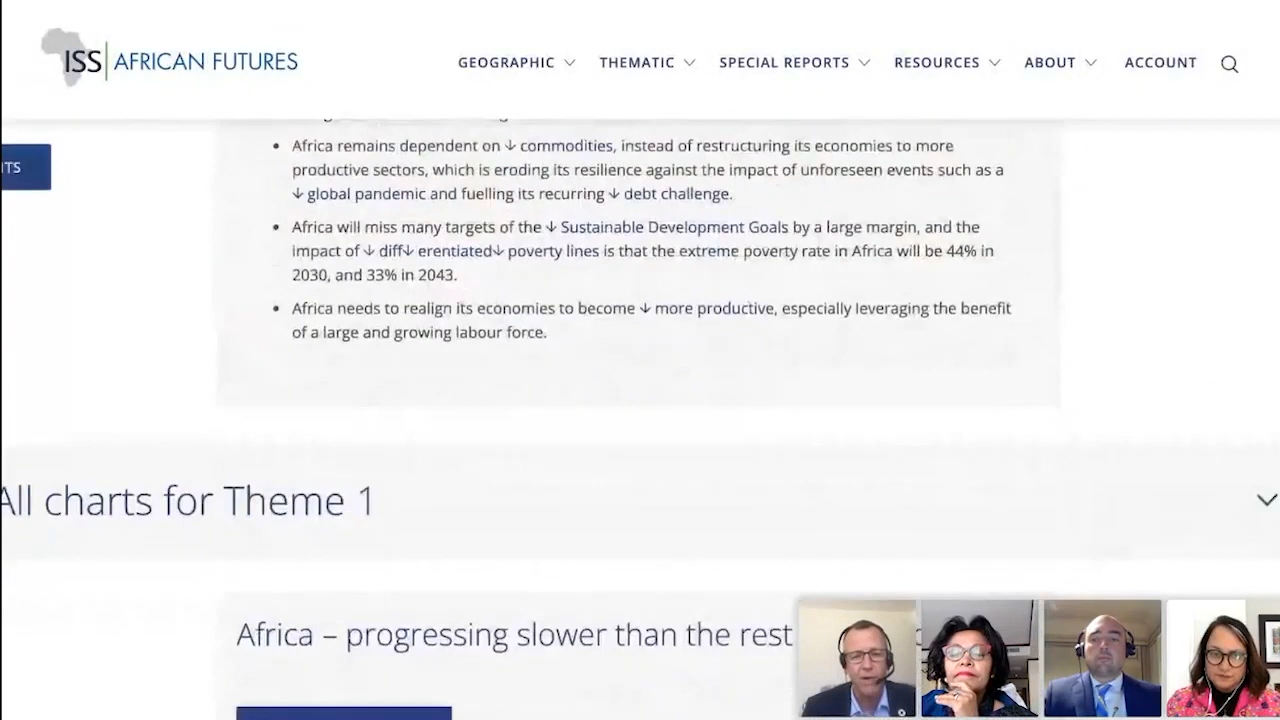 ISS AFRICAN FUTURES
GEOGRAPHIC THEMATIC SPECIAL REPORTS RESOURCES ABOUT ACCOUNT
• Africa remains dependent on ↓ commodities, instead of restructuring its economies to more
productive sectors, which is eroding its resilience against the impact of unforeseen events such as a
↓ global pandemic and fuelling its recurring ↓ debt challenge.
• Africa will miss many targets of the ↓ Sustainable Development Goals by a large margin, and the
impact of ↓ diff↓ erentiated↓ poverty lines is that the extreme poverty rate in Africa will be 44% in
2030, and 33% in 2043.
• Africa needs to realign its economies to become ↓ more productive, especially leveraging the benefit
of a large and growing labour force.
All charts for Theme 1
Africa – progressing slower than the rest